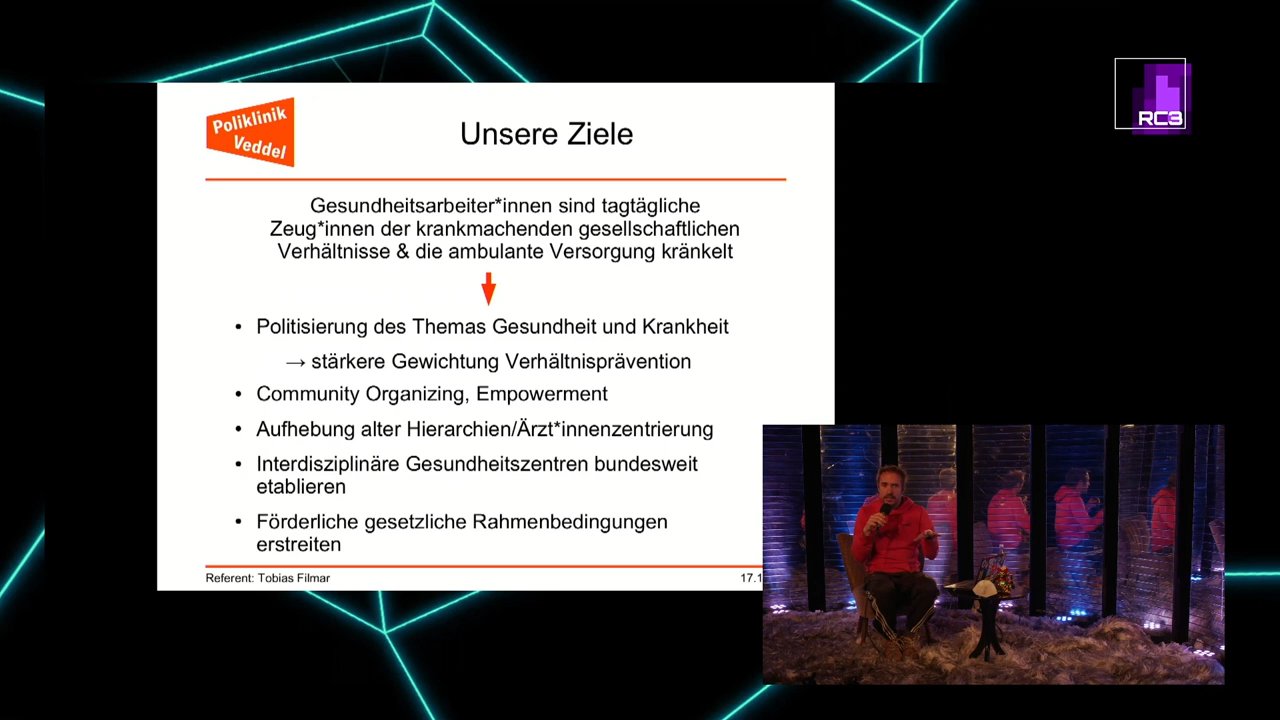 RC3
Poliklinik
Veddel
Unsere Ziele
Gesundheitsarbeiter*innen sind tagtägliche
Zeug*innen der krankmachenden gesellschaftlichen
Verhältnisse & die ambulante Versorgung kränkelt
• Politisierung des Themas Gesundheit und Krankheit
→ stärkere Gewichtung Verhältnisprävention
• Community Organizing, Empowerment
• Aufhebung alter Hierarchien/Ärzt*innenzentrierung
• Interdisziplinäre Gesundheitszentren bundesweit
etablieren
• Förderliche gesetzliche Rahmenbedingungen
erstreiten
Referent: Tobias Filmar
17.1